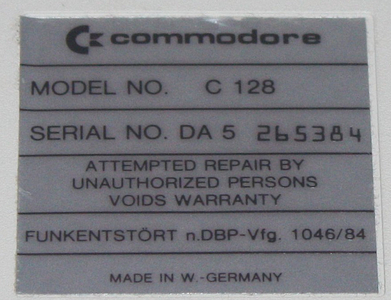 commodore
MODEL NO. C 128
SERIAL NO. DA 5 265384
ATTEMPTED REPAIR BY
UNAUTHORIZED PERSONS
VOIDS WARRANTY
FUNKENTSTÖRT n.DBP-Vfg. 1046/84
MADE IN W.-GERMANY